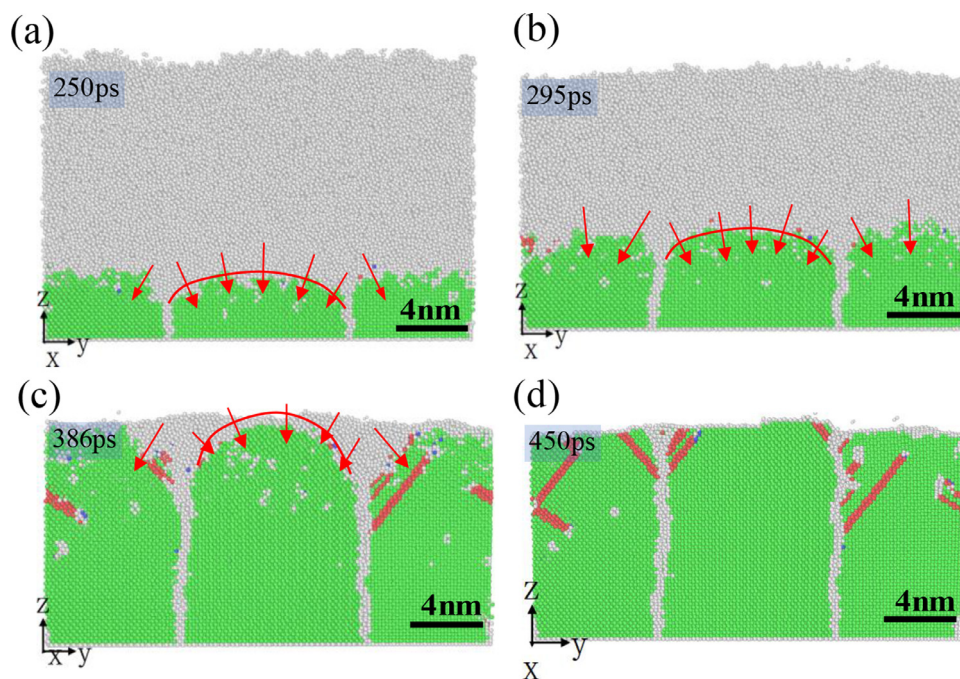 (a)
250ps
z
x y
4nm
(b)
295ps
z
x y
4nm
(c)
386ps
z
x y
4nm
(d)
450ps
z
x y
4nm